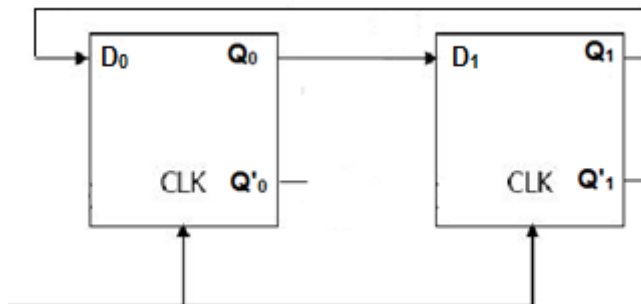 D₀ Q₀ D₁ Q₁
CLK Q'₀ CLK Q'₁